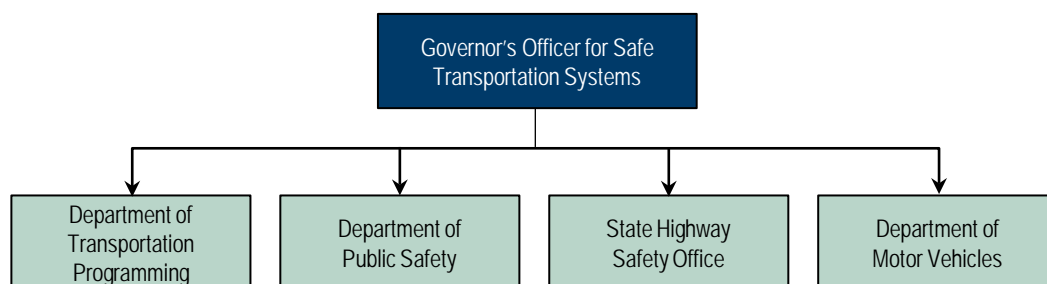 Governor's Officer for Safe
Transportation Systems
Department of
Transportation
Programming
Department of
Public Safety
State Highway
Safety Office
Department of
Motor Vehicles